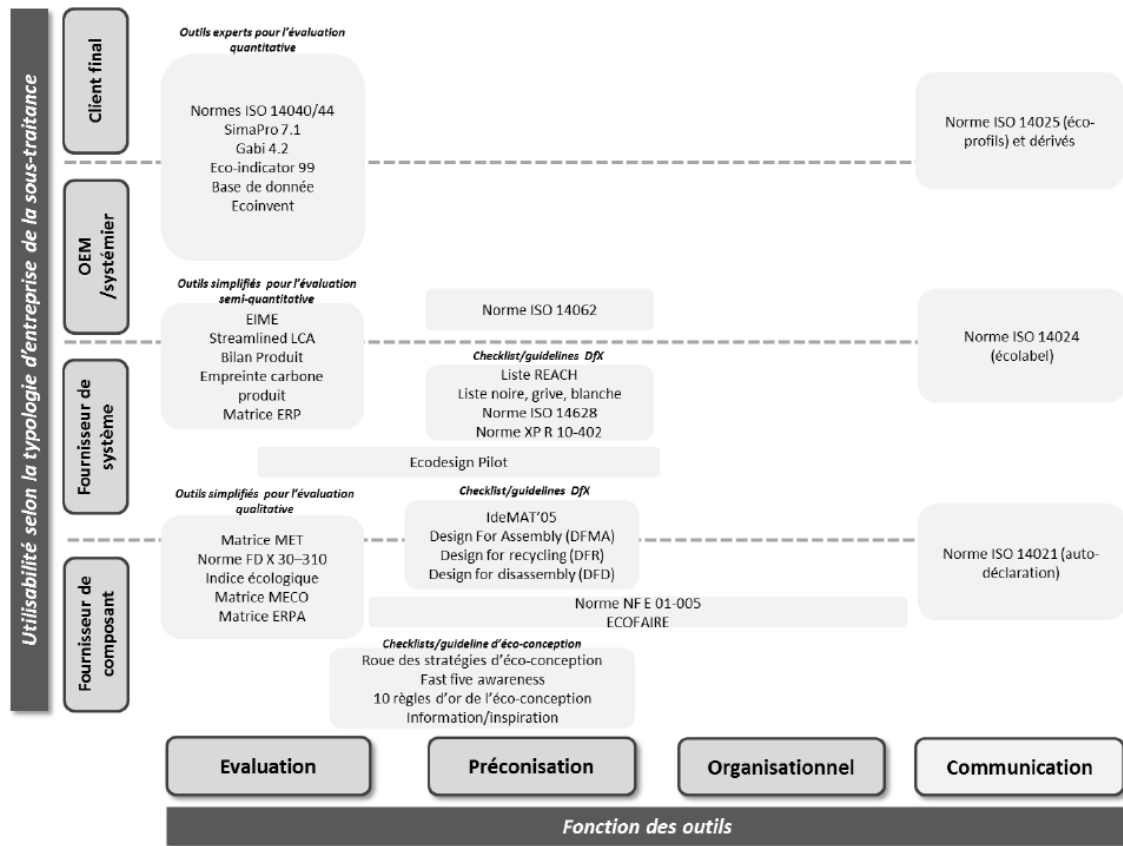 Utilisabilité selon la typologie d'entreprise de la sous-traitance
Client final
Outils experts pour l'évaluation
quantitative
Normes ISO 14040/44
SimaPro 7.1
Gabi 4.2
Eco-indicator 99
Base de donnée
Ecoinvent
Norme ISO 14025 (éco-
profils) et dérivés
OEM
/systémier
Outils simplifiés pour l'évaluation
semi-quantitative
EIME
Streamlined LCA
Bilan Produit
Empreinte carbone
produit
Matrice ERP
Norme ISO 14062
Checklist/guidelines DfX
Liste REACH
Liste noire, grive, blanche
Norme ISO 14628
Norme XP R 10-402
Norme ISO 14024
(écolabel)
Fournisseur de
système
Ecodesign Pilot
Outils simplifiés pour l'évaluation
qualitative
Matrice MET
Norme FD X 30–310
Indice écologique
Matrice MECO
Matrice ERPA
Checklist/guidelines DfX
IdeMAT'05
Design For Assembly (DFMA)
Design for recycling (DFR)
Design for disassembly (DFD)
Norme ISO 14021 (auto-
déclaration)
Fournisseur de
composant
Norme NF E 01-005
ECOFAIRE
Checklists/guideline d'éco-conception
Roue des stratégies d'éco-conception
Fast five awareness
10 règles d'or de l'éco-conception
Information/inspiration
Evaluation
Préconisation
Organisationnel
Communication
Fonction des outils